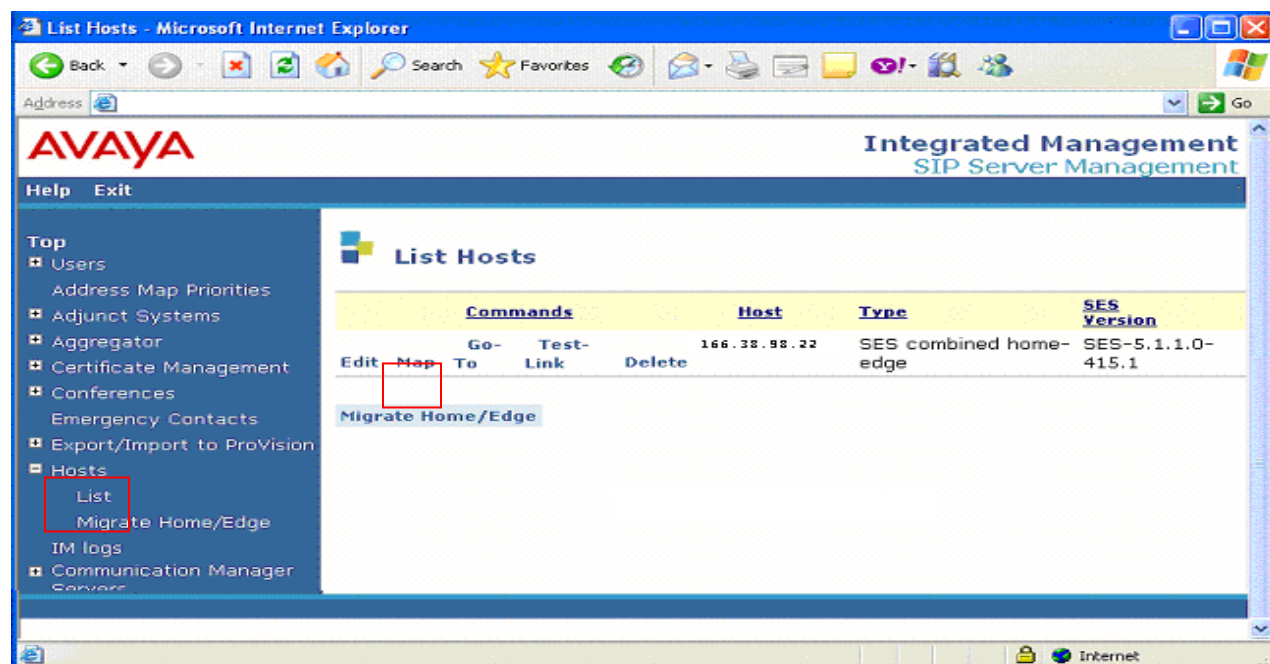 List Hosts - Microsoft Internet Explorer
Back Search Favorites
Address Go
AVAYA
Integrated Management
SIP Server Management
Help Exit
Top
Users
Address Map Priorities
Adjunct Systems
Aggregator
Certificate Management
Conferences
Emergency Contacts
Export/Import to ProVision
Hosts
List
Migrate Home/Edge
IM logs
Communication Manager
Servers
List Hosts
Commands Host Type SES Version
Edit Map Go-To Test-Link Delete 166.38.98.22 SES combined home-edge SES-5.1.1.0-415.1
Migrate Home/Edge
Internet